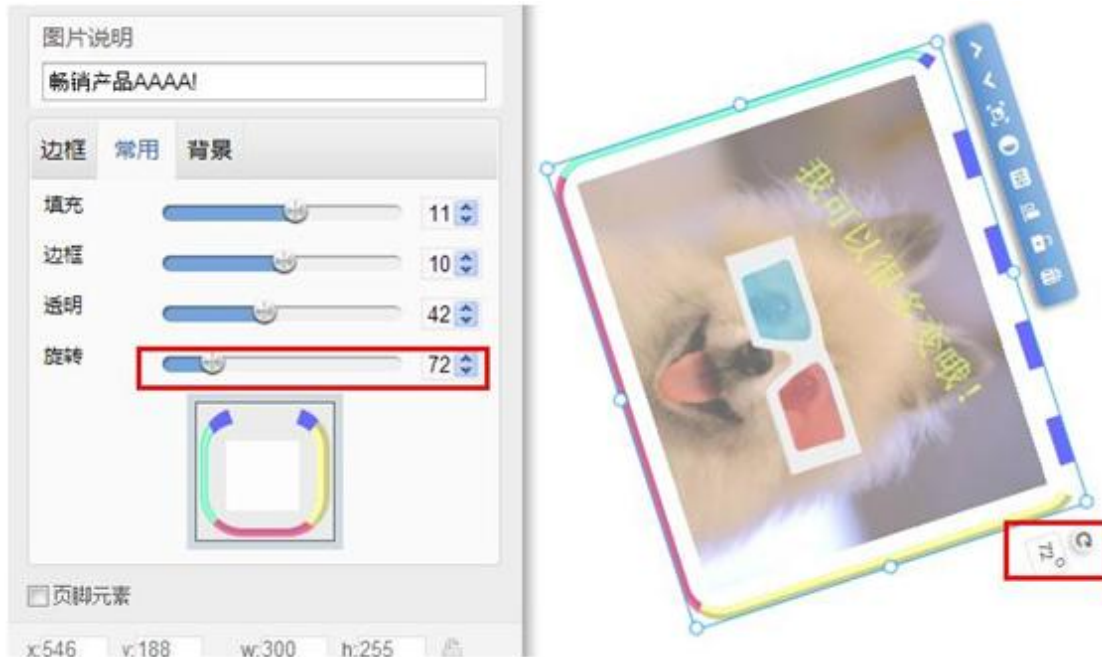 图片说明
畅销产品AAAA!
边框 常用 背景
填充 11
边框 10
透明 42
旋转 72
页脚元素
x:546 y:188 w:300 h:255
我可以很
变哦!
72°